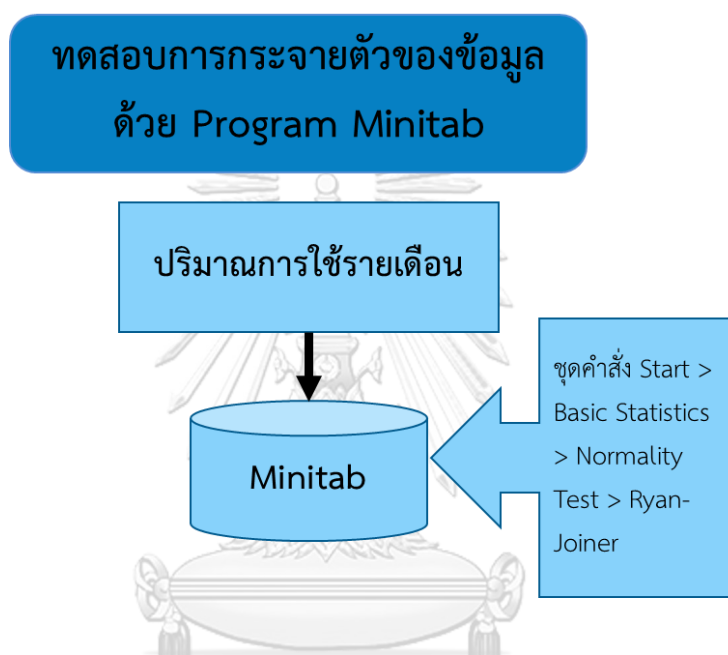 ทดสอบการกระจายตัวของข้อมูล
ด้วย Program Minitab
ปริมาณการใช้รายเดือน
Minitab
ชุดคำสั่ง Start >
Basic Statistics
> Normality
Test > Ryan-
Joiner